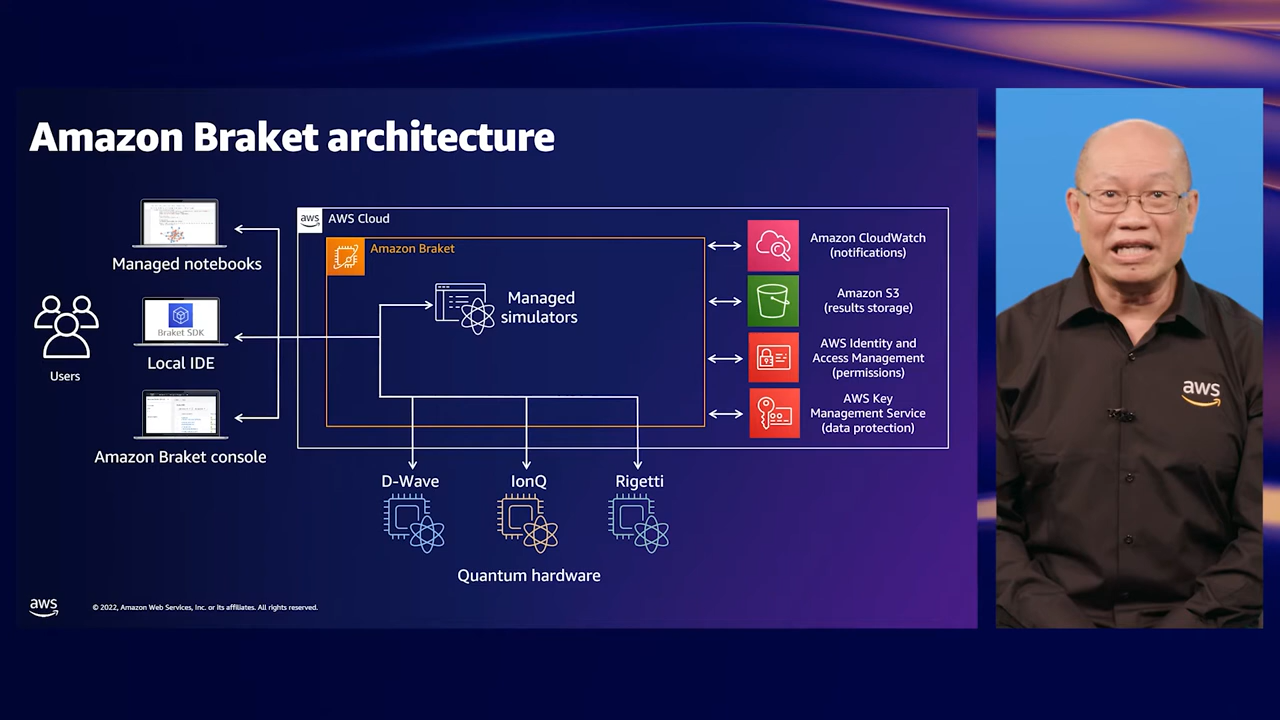 Amazon Braket architecture
Managed notebooks
Users
Braket SDK
Local IDE
Amazon Braket console
aws
AWS Cloud
Amazon Braket
Managed
simulators
Amazon CloudWatch
(notifications)
Amazon S3
(results storage)
AWS Identity and
Access Management
(permissions)
AWS Key
Management Service
(data protection)
D-Wave
IonQ
Rigetti
Quantum hardware
aws
© 2022, Amazon Web Services, Inc. or its affiliates. All rights reserved.
aws